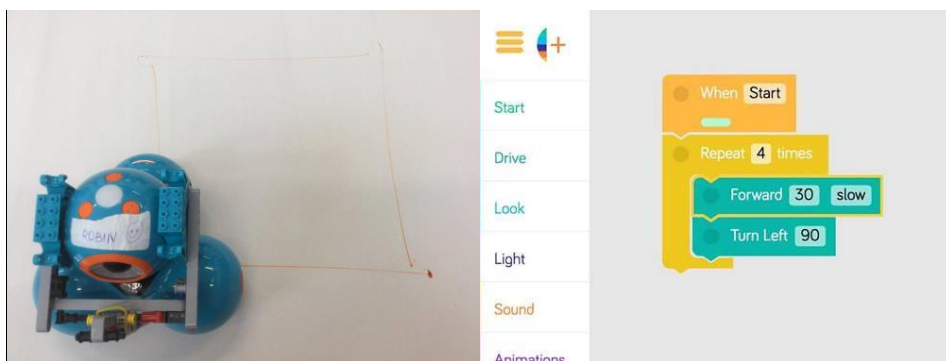 ROBIN
Start
Drive
Look
Light
Sound
Animations
When Start
Repeat 4 times
Forward 30 slow
Turn Left 90